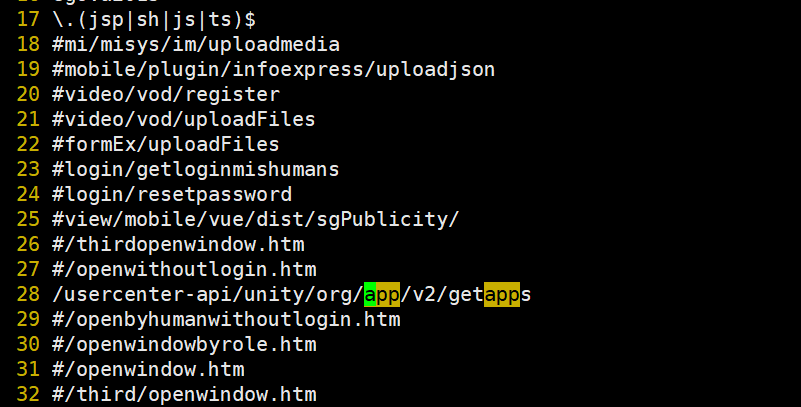 17 \.(jsp|sh|js|ts)$
18 #mi/misys/im/uploadmedia
19 #mobile/plugin/infoexpress/uploadjson
20 #video/vod/register
21 #video/vod/uploadFiles
22 #formEx/uploadFiles
23 #login/getloginmishumans
24 #login/resetpassword
25 #view/mobile/vue/dist/sgPublicity/
26 #/thirdopenwindow.htm
27 #/openwithoutlogin.htm
28 /usercenter-api/unity/org/app/v2/getapps
29 #/openbyhumanwithoutlogin.htm
30 #/openwindowbyrole.htm
31 #/openwindow.htm
32 #/third/openwindow.htm